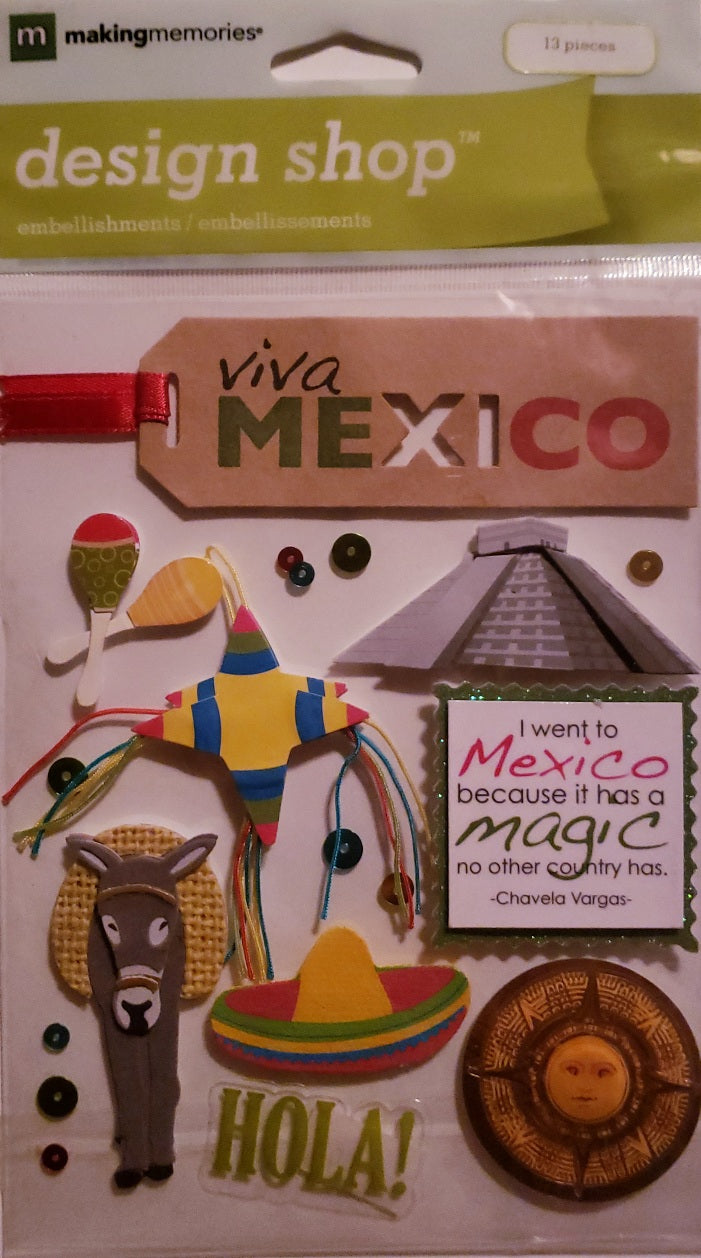 m makingmemories®
13 pieces
design shop™
embellishments / embellissements
viva
MEXICO
I went to
Mexico
because it has a
magic
no other country has.
-Chavela Vargas-
HOLA!